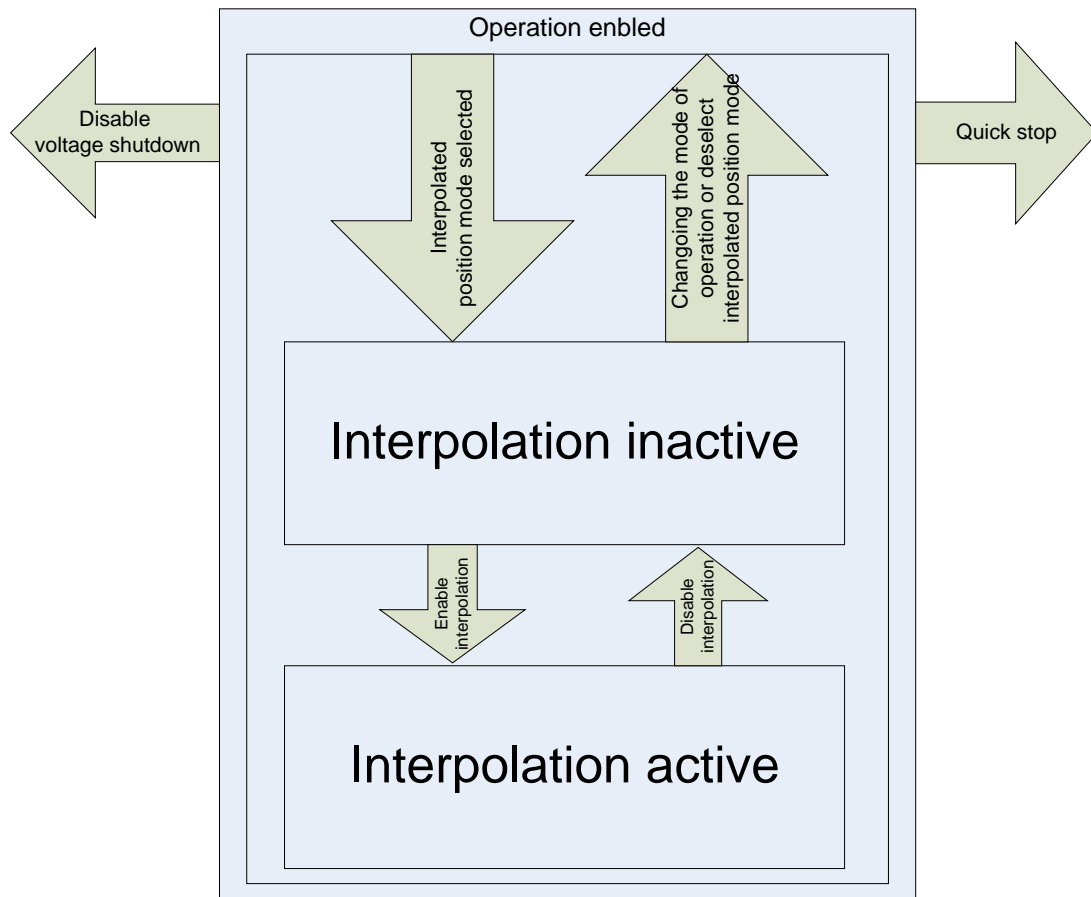 Operation enbled
Disable
voltage shutdown
Interpolated
position mode selected
Changoing the mode of
operation or deselect
interpolated position mode
Quick stop
Interpolation inactive
Enable
interpolation
Disable
interpolation
Interpolation active